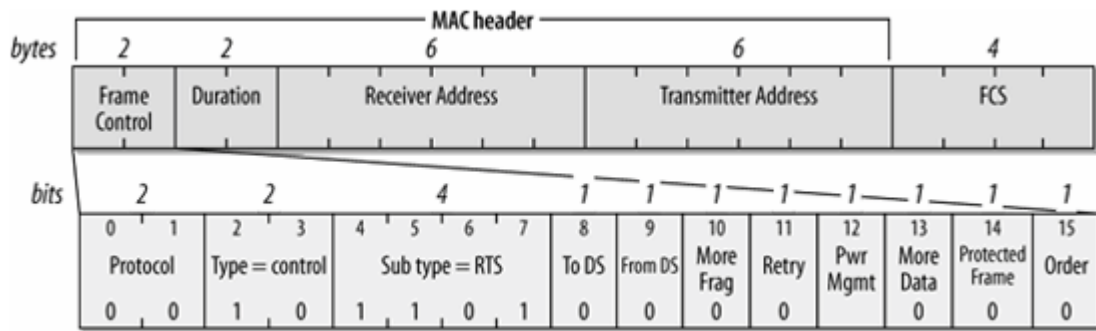 MAC header
bytes 2 2 6 6 4
Frame Control Duration Receiver Address Transmitter Address FCS
bits 2 2 4 1 1 1 1 1 1 1 1
0 1 2 3 4 5 6 7 8 9 10 11 12 13 14 15
Protocol Type = control Sub type = RTS To DS From DS More Frag Retry Pwr Mgmt More Data Protected Frame Order
0 0 1 0 1 1 0 1 0 0 0 0 0 0 0